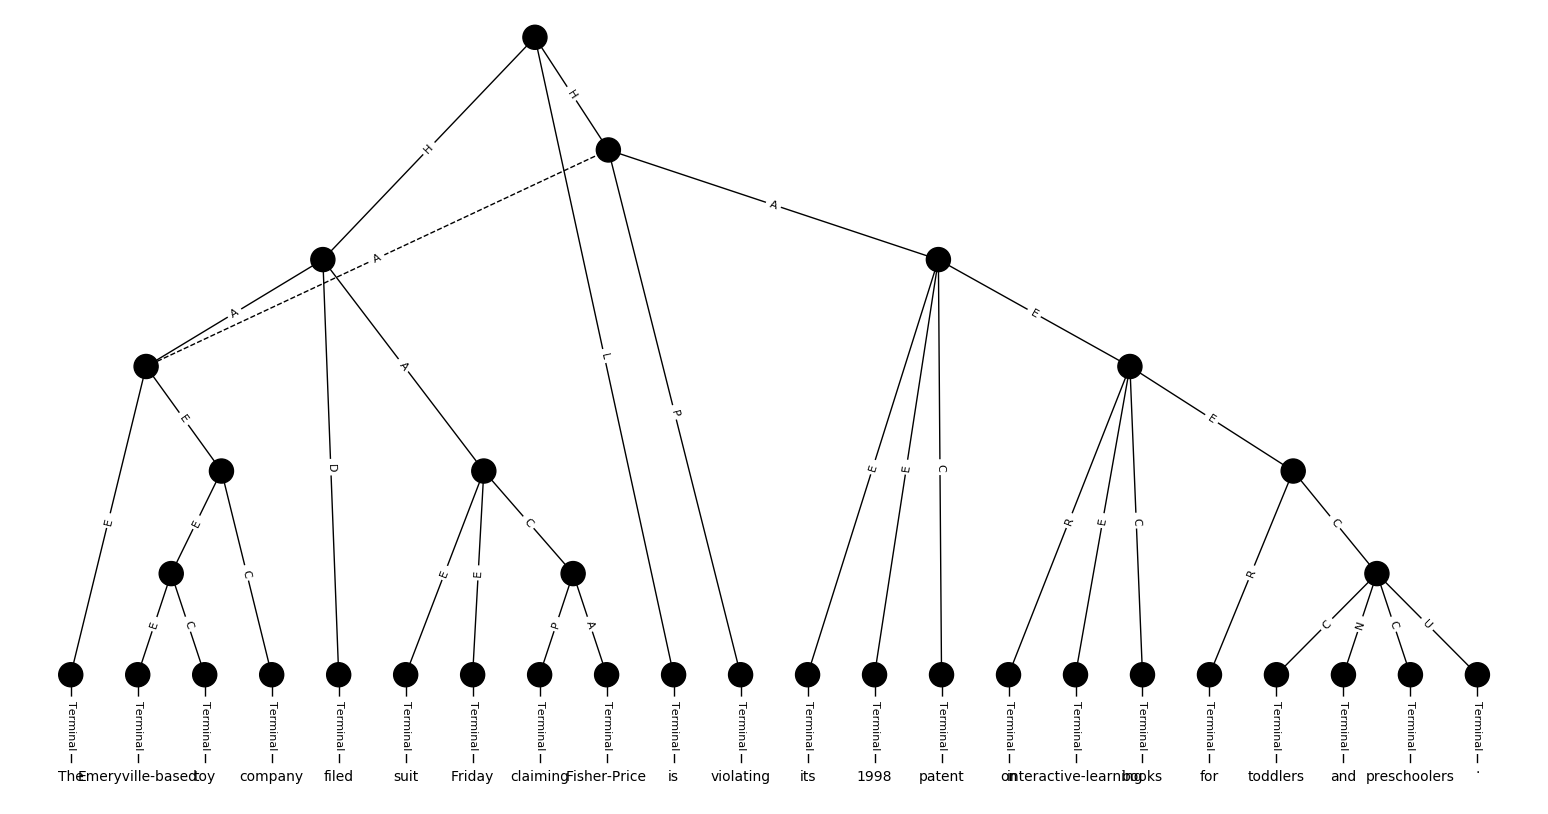 H
H
A
A
A
E
L
A
P
E
E
D
E
E
C
E
E
C
R
E
C
C
E
C
E
E
R
E
C
P
A
C
N
C
U
Terminal Terminal Terminal Terminal Terminal Terminal Terminal Terminal Terminal Terminal Terminal Terminal Terminal Terminal Terminal Terminal Terminal Terminal Terminal Terminal Terminal Terminal
The Emeryville-based toy company filed suit Friday claiming Fisher-Price is violating its 1998 patent on interactive-learning books for toddlers and preschoolers .